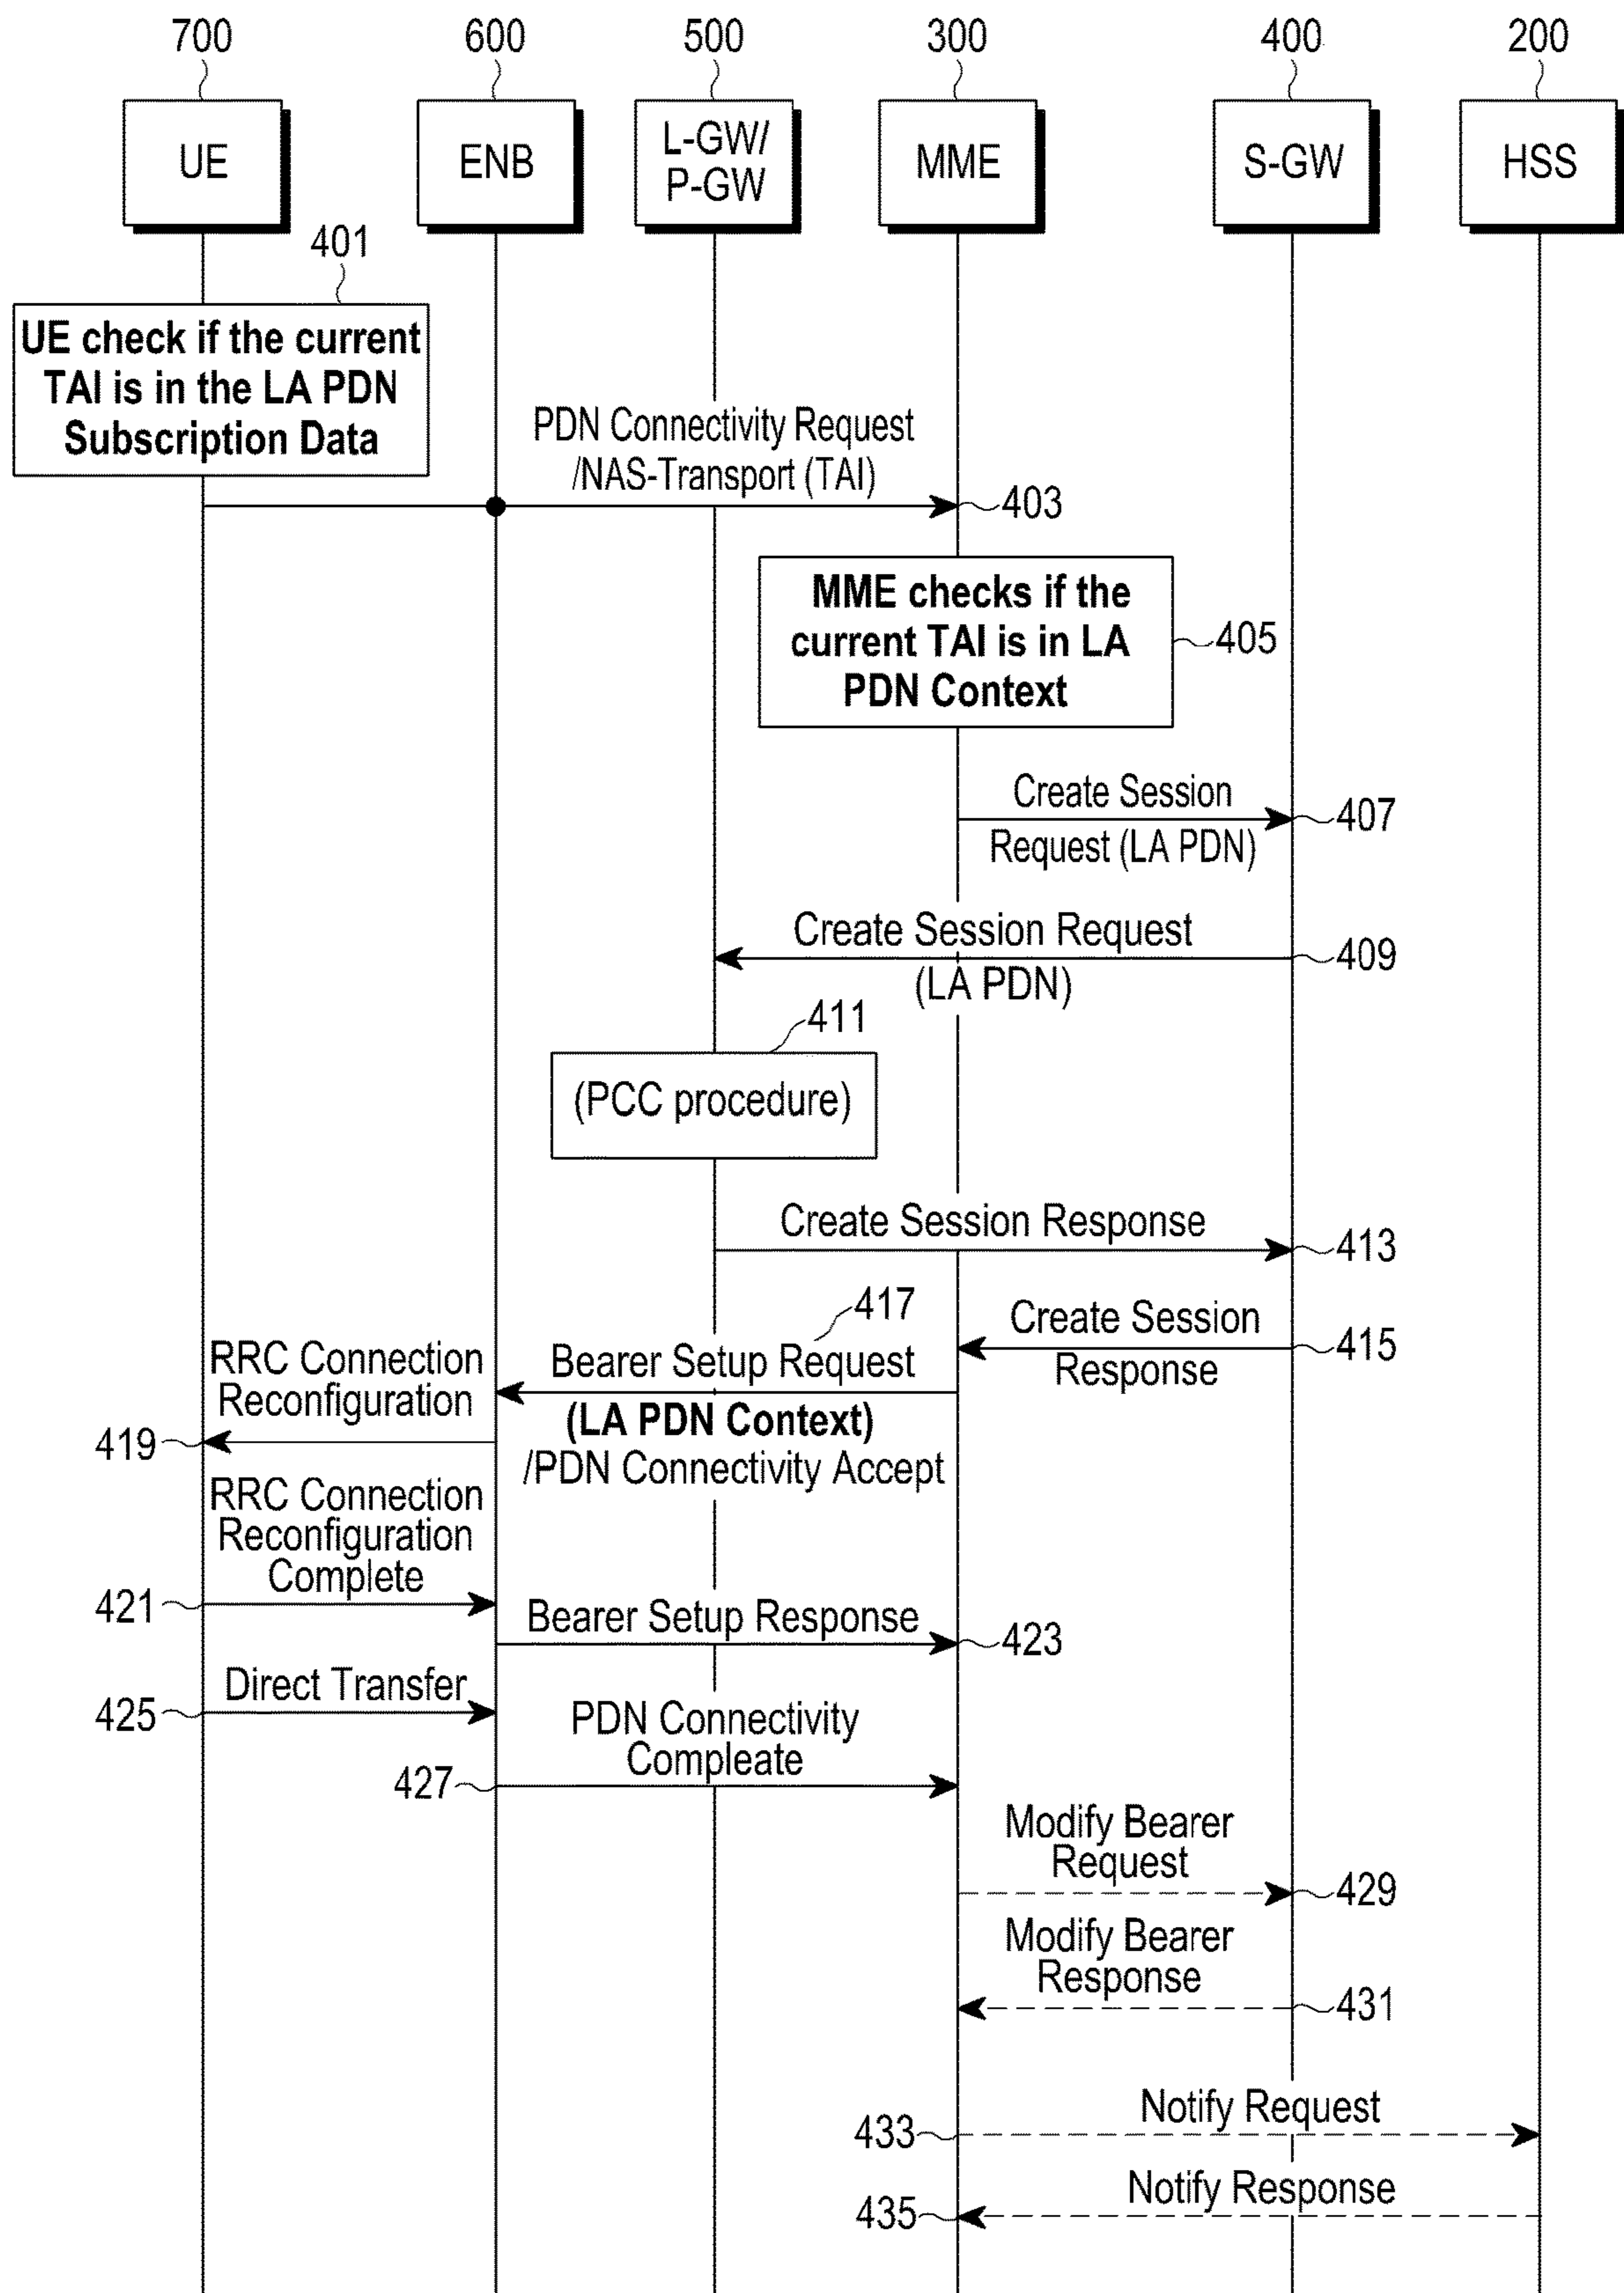 700
600
500
300
400
200
UE
ENB
L-GW/
P-GW
MME
S-GW
HSS
401
UE check if the current
TAI is in the LA PDN
Subscription Data
PDN Connectivity Request
/NAS-Transport (TAI)
403
MME checks if the
current TAI is in LA
PDN Context
405
Create Session
Request (LA PDN)
407
Create Session Request
(LA PDN)
409
411
(PCC procedure)
Create Session Response
413
Create Session
Response
415
417
Bearer Setup Request
(LA PDN Context)
/PDN Connectivity Accept
RRC Connection
Reconfiguration
419
RRC Connection
Reconfiguration
Complete
421
Bearer Setup Response
423
Direct Transfer
425
PDN Connectivity
Compleate
427
Modify Bearer
Request
429
Modify Bearer
Response
431
Notify Request
433
Notify Response
435